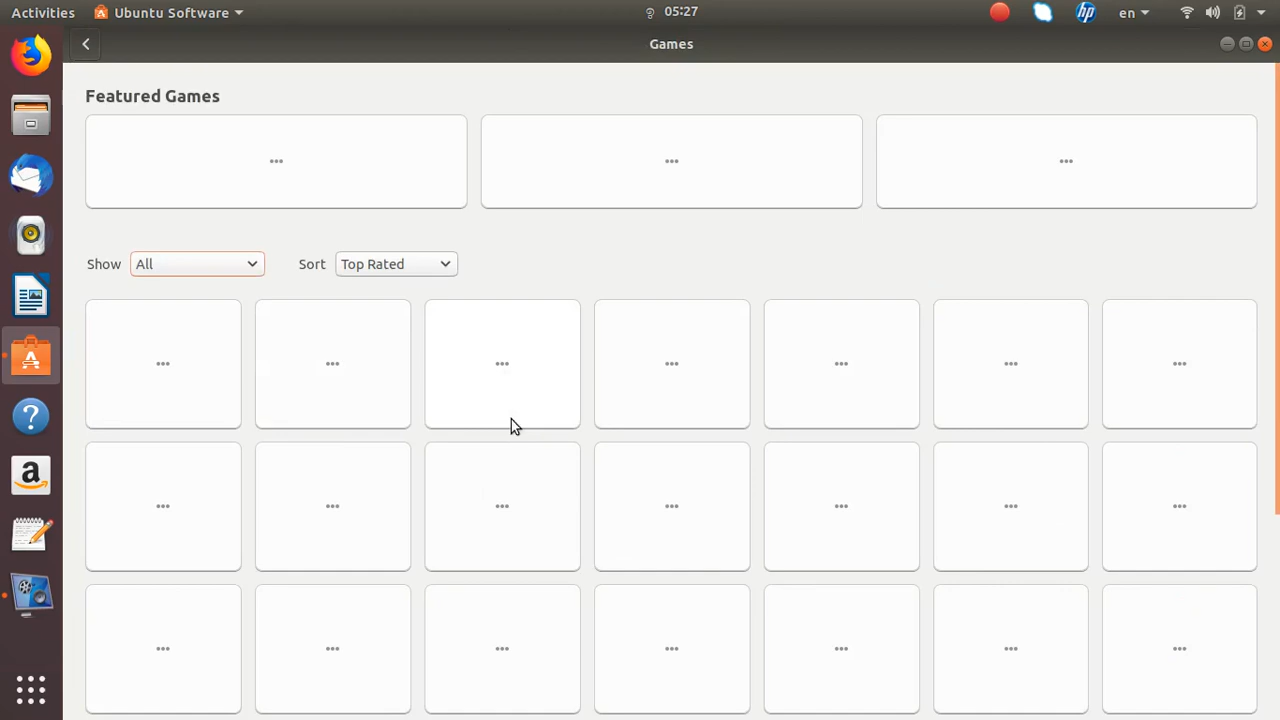 Activities Ubuntu Software 05:27 en
Games
Featured Games
... ... ...
Show All Sort Top Rated
... ... ... ... ... ... ...
... ... ... ... ... ... ...
... ... ... ... ... ... ...